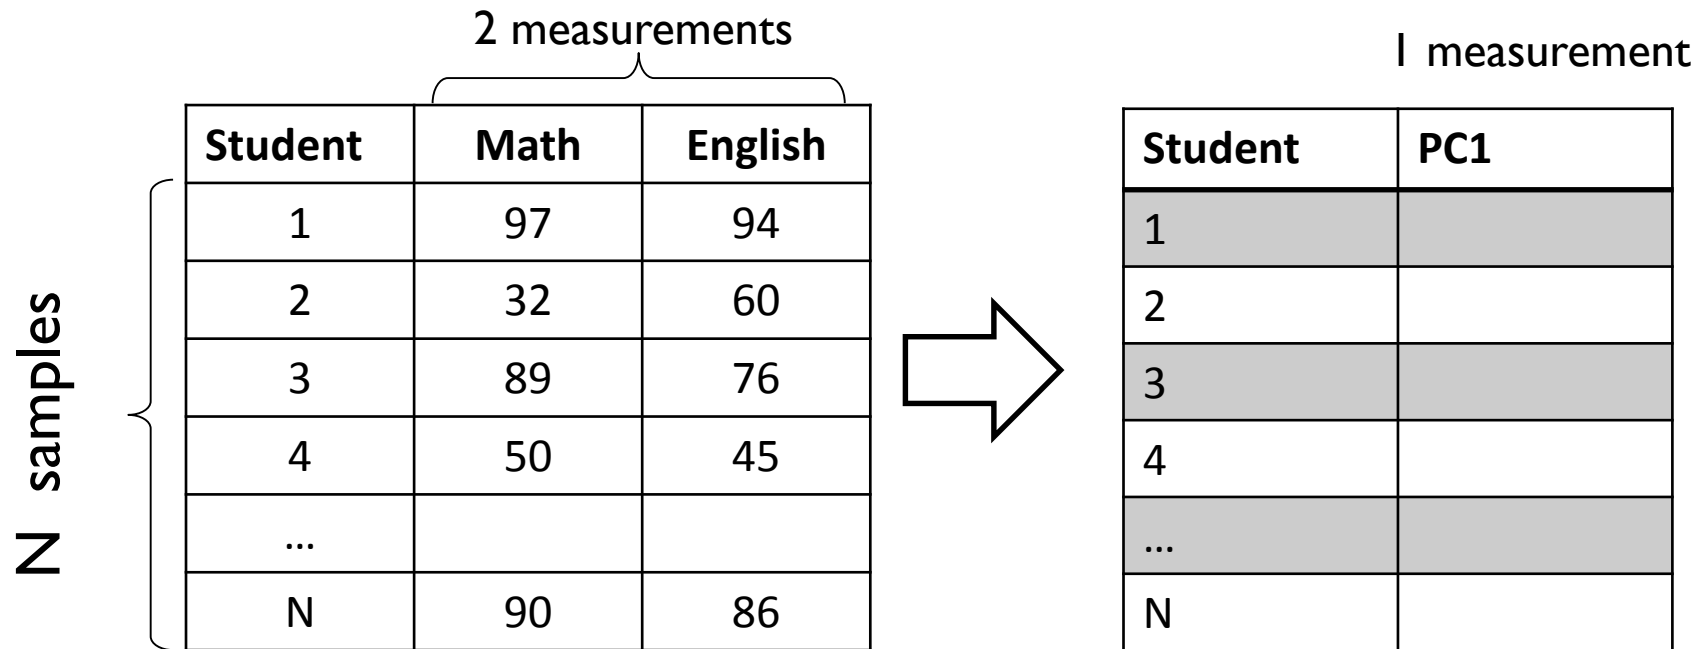 2 measurements
1 measurement
Student Math English
1 97 94
2 32 60
3 89 76
4 50 45
...
N 90 86
N samples
Student PC1
1
2
3
4
...
N